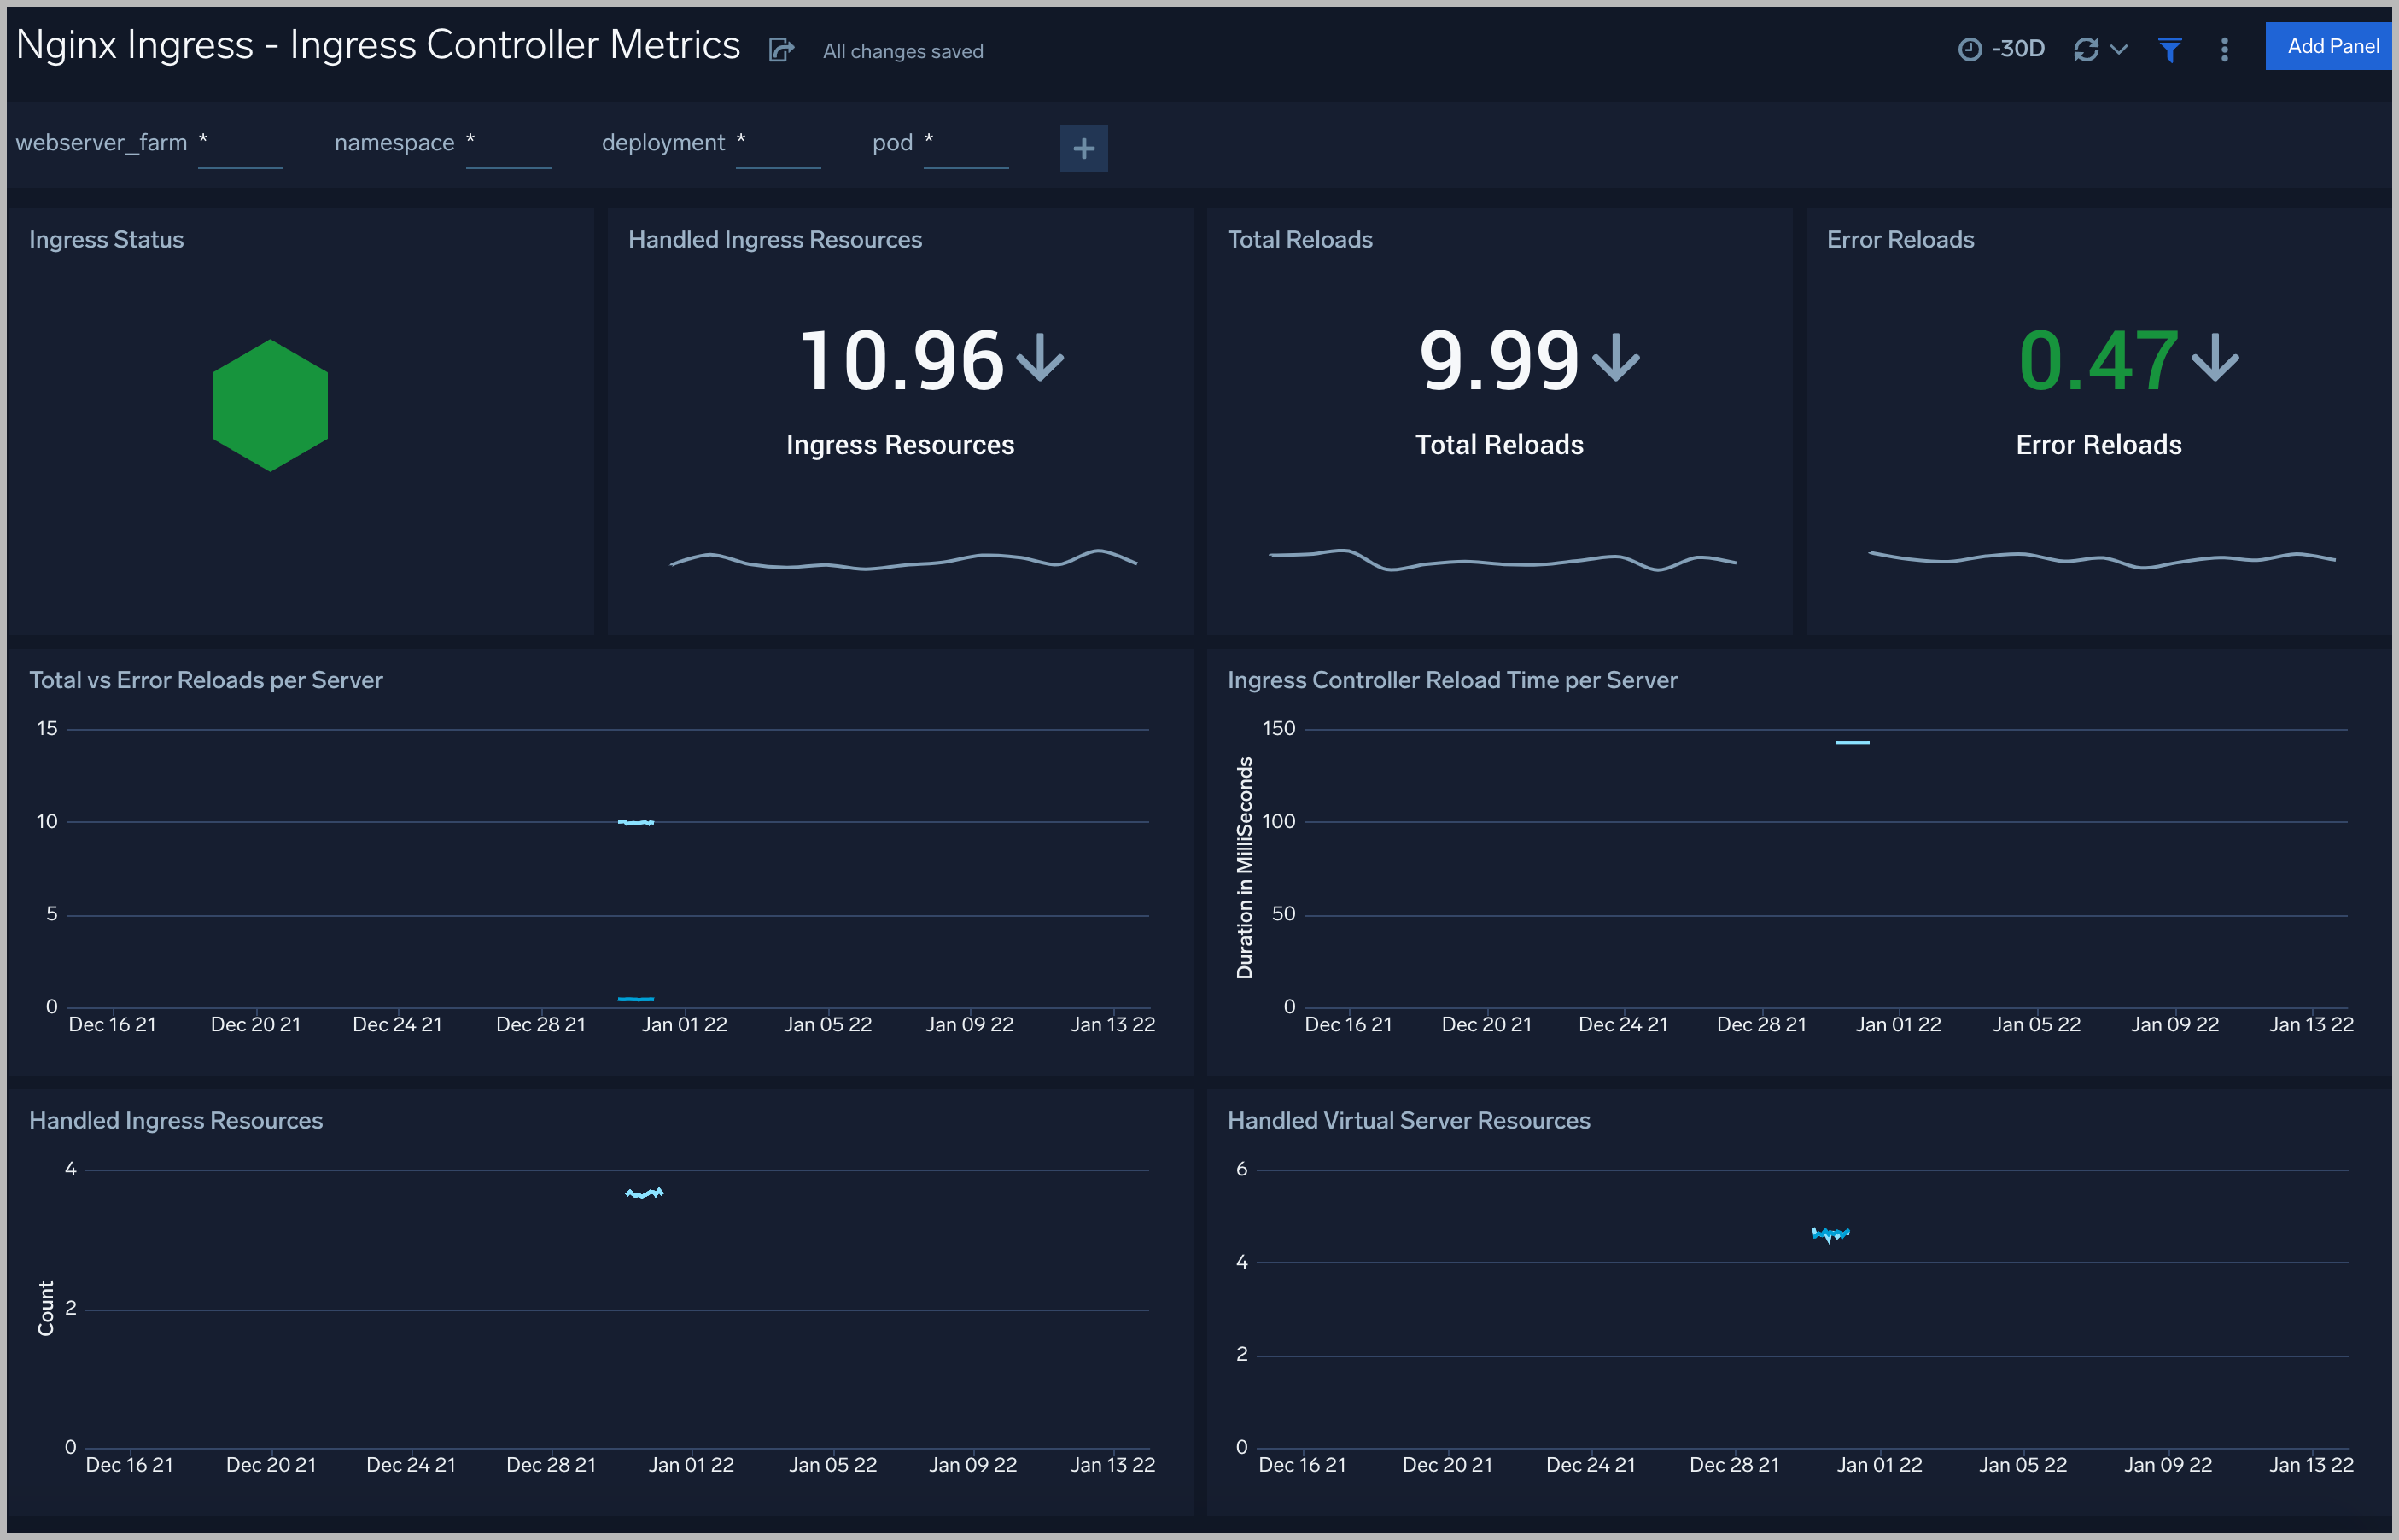 Nginx Ingress - Ingress Controller Metrics
All changes saved
-30D
Add Panel
webserver_farm *
namespace *
deployment *
pod *
+
Ingress Status
Handled Ingress Resources
10.96
Ingress Resources
Total Reloads
9.99
Total Reloads
Error Reloads
0.47
Error Reloads
Total vs Error Reloads per Server
15
10
5
0
Dec 16 21 Dec 20 21 Dec 24 21 Dec 28 21 Jan 01 22 Jan 05 22 Jan 09 22 Jan 13 22
Ingress Controller Reload Time per Server
Duration in MilliSeconds
150
100
50
0
Dec 16 21 Dec 20 21 Dec 24 21 Dec 28 21 Jan 01 22 Jan 05 22 Jan 09 22 Jan 13 22
Handled Ingress Resources
Count
4
2
0
Dec 16 21 Dec 20 21 Dec 24 21 Dec 28 21 Jan 01 22 Jan 05 22 Jan 09 22 Jan 13 22
Handled Virtual Server Resources
6
4
2
0
Dec 16 21 Dec 20 21 Dec 24 21 Dec 28 21 Jan 01 22 Jan 05 22 Jan 09 22 Jan 13 22